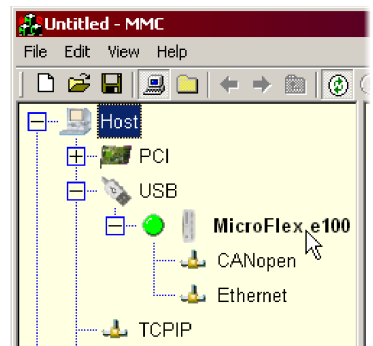 Untitled - MMC
File Edit View Help
Host
PCI
USB
MicroFlex e100
CANopen
Ethernet
TCPIP